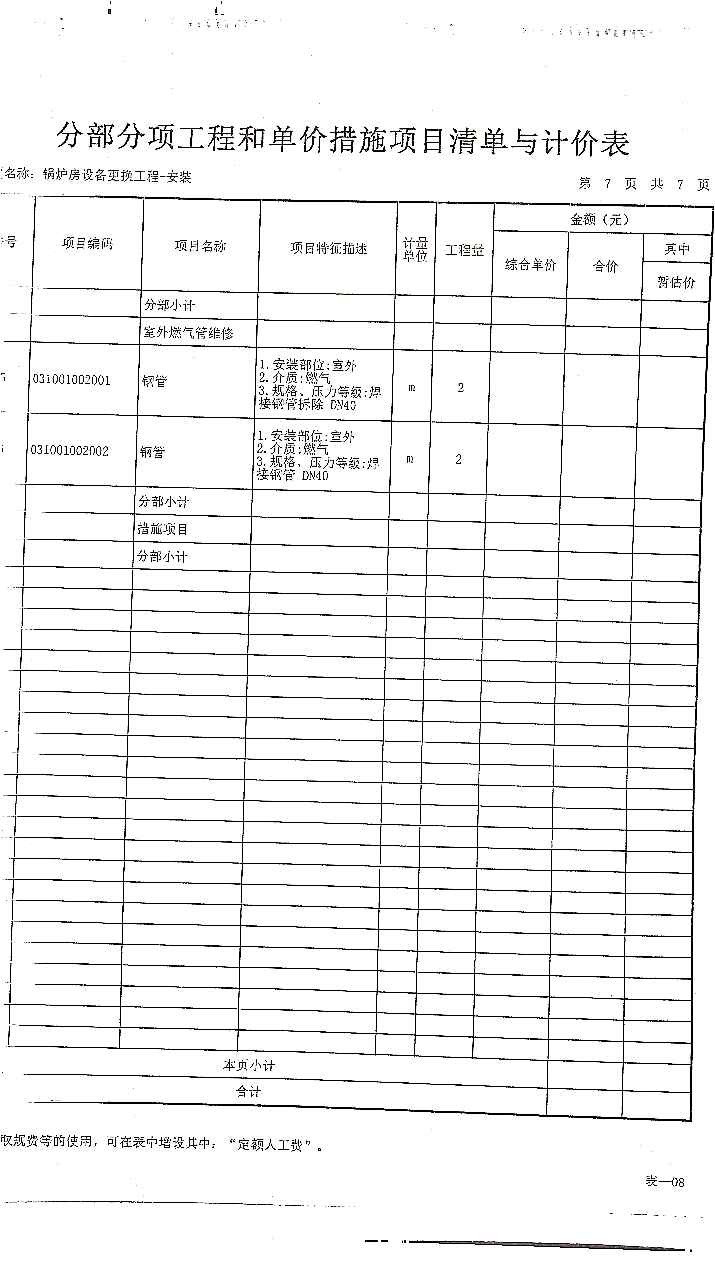 分部分项工程和单价措施项目清单与计价表
名称：锅炉房设备更换工程-安装
第 7 页 共 7 页
号 项目编码 项目名称 项目特征描述 计量单位 工程量 金额（元）
综合单价 合价 其中
暂估价
分部小计
室外燃气管维修
031001002001 钢管 m 2
1.安装部位:室外
2.介质:燃气
3.规格、压力等级:焊
接钢管拆除 DN40
031001002002 钢管 m 2
1.安装部位:室外
2.介质:燃气
3.规格、压力等级:焊
接钢管 DN40
分部小计
措施项目
分部小计
本页小计
合计
取规费等的使用，可在表中增设其中：“定额人工费”。
表—08